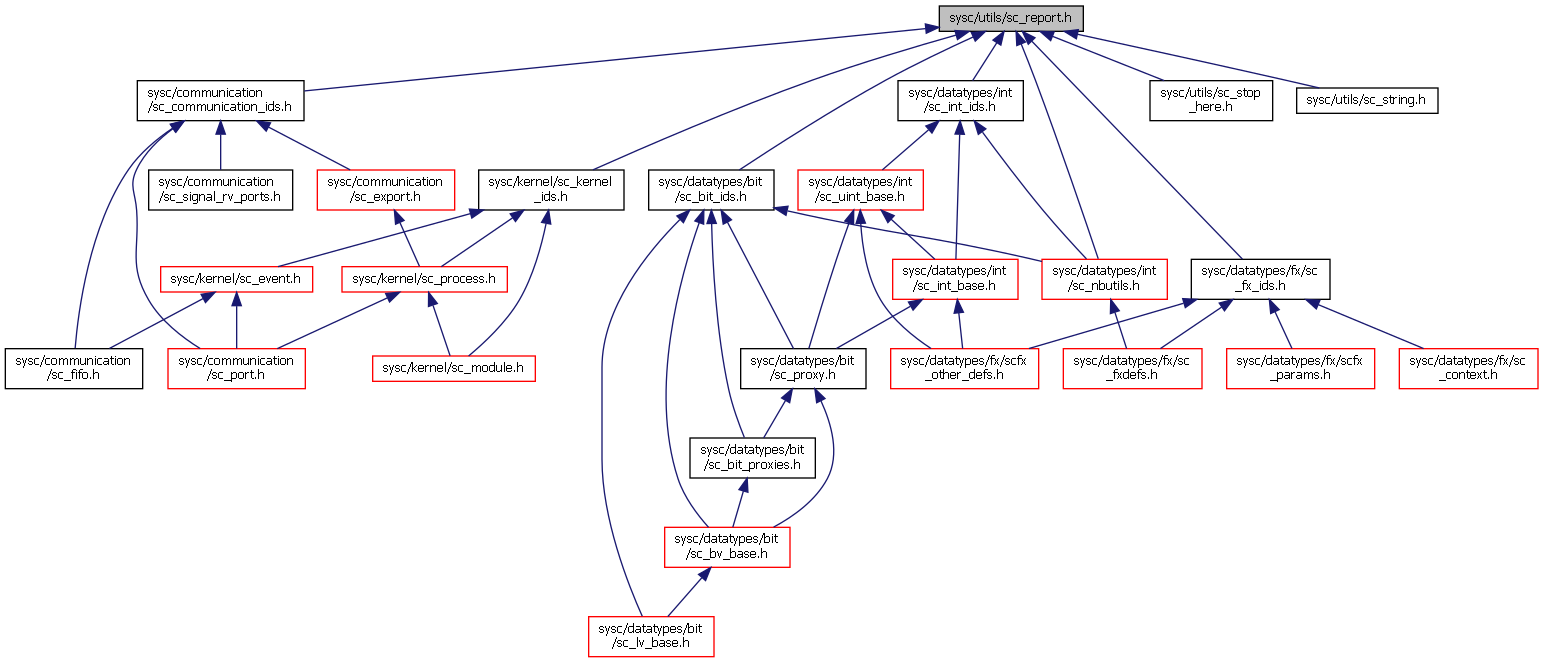 sysc/utils/sc_report.h
sysc/communication
/sc_communication_ids.h
sysc/datatypes/int
/sc_int_ids.h
sysc/utils/sc_stop
_here.h
sysc/utils/sc_string.h
sysc/communication
/sc_signal_rv_ports.h
sysc/communication
/sc_export.h
sysc/kernel/sc_kernel
_ids.h
sysc/datatypes/bit
/sc_bit_ids.h
sysc/datatypes/int
/sc_uint_base.h
sysc/kernel/sc_event.h
sysc/kernel/sc_process.h
sysc/datatypes/int
/sc_int_base.h
sysc/datatypes/int
/sc_nbutils.h
sysc/datatypes/fx/sc
_fx_ids.h
sysc/communication
/sc_fifo.h
sysc/communication
/sc_port.h
sysc/kernel/sc_module.h
sysc/datatypes/bit
/sc_proxy.h
sysc/datatypes/fx/scfx
_other_defs.h
sysc/datatypes/fx/sc
_fxdefs.h
sysc/datatypes/fx/scfx
_params.h
sysc/datatypes/fx/sc
_context.h
sysc/datatypes/bit
/sc_bit_proxies.h
sysc/datatypes/bit
/sc_bv_base.h
sysc/datatypes/bit
/sc_lv_base.h